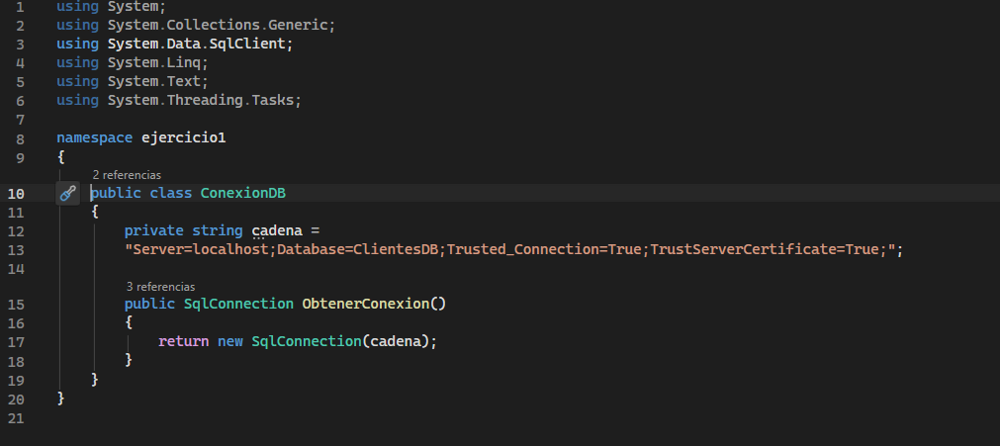 1 using System;
2 using System.Collections.Generic;
3 using System.Data.SqlClient;
4 using System.Linq;
5 using System.Text;
6 using System.Threading.Tasks;
7
8 namespace ejercicio1
9 {
2 referencias
10 public class ConexionDB
11 {
12 private string cadena =
13 "Server=localhost;Database=ClientesDB;Trusted_Connection=True;TrustServerCertificate=True;";
14
3 referencias
15 public SqlConnection ObtenerConexion()
16 {
17 return new SqlConnection(cadena);
18 }
19 }
20 }
21